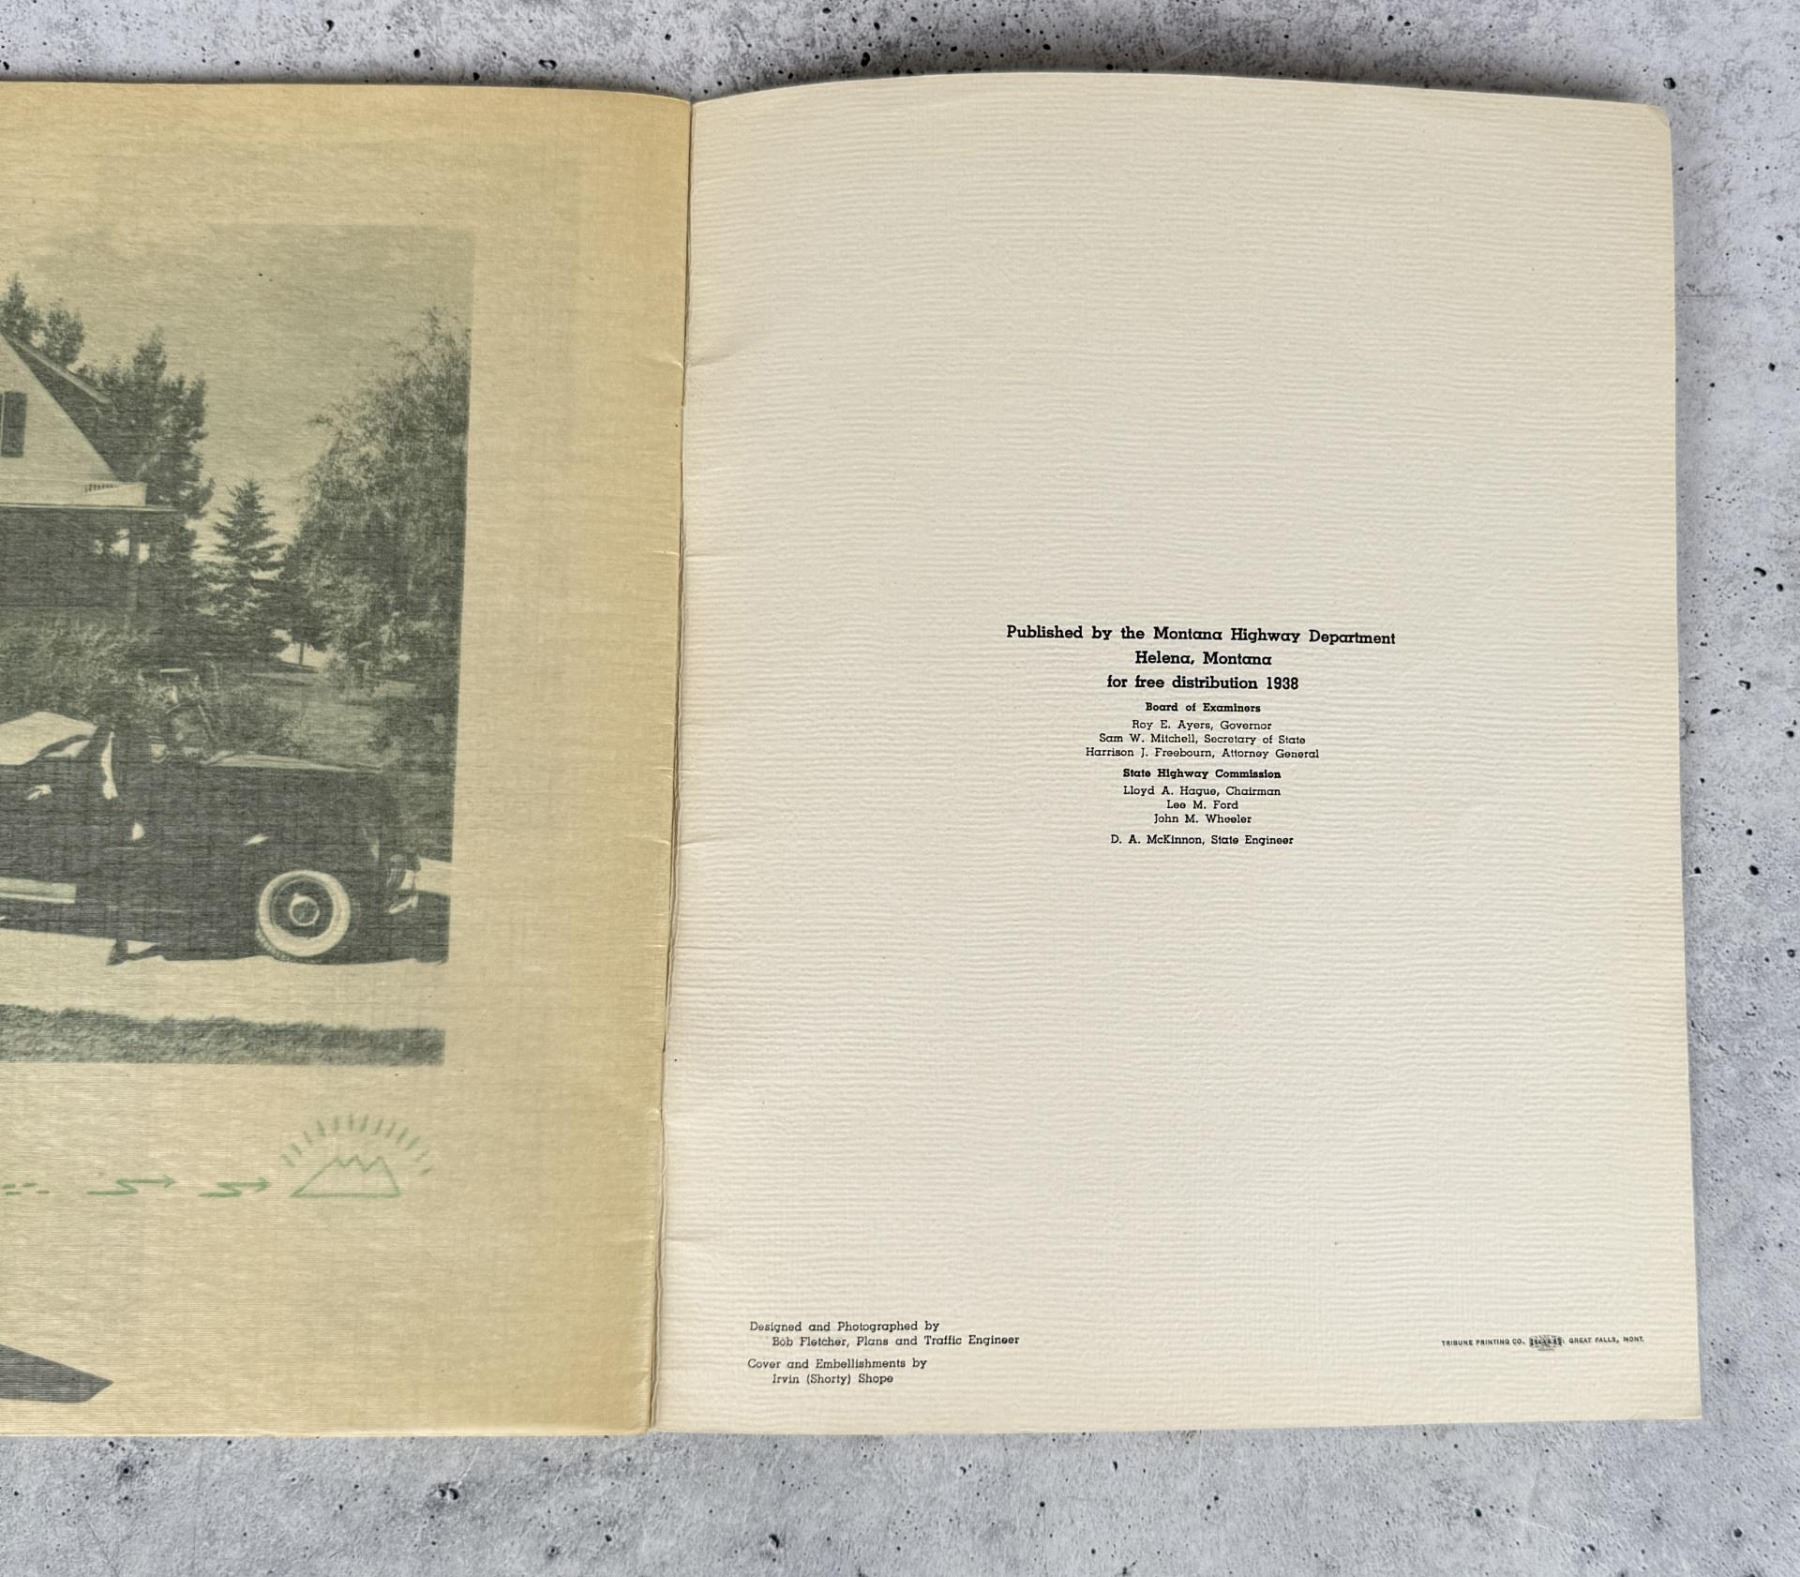 Published by the Montana Highway Department
Helena, Montana
for free distribution 1938
Board of Examiners
Roy E. Ayers, Governor
Sam W. Mitchell, Secretary of State
Harrison J. Freebourn, Attorney General
State Highway Commission
Lloyd A. Hague, Chairman
Lee M. Ford
John M. Wheeler
D. A. McKinnon, State Engineer
Designed and Photographed by
Bob Fletcher, Plans and Traffic Engineer
Cover and Embellishments by
Irvin (Shorty) Shope
TRIBUNE PRINTING CO. GREAT FALLS, MONT.